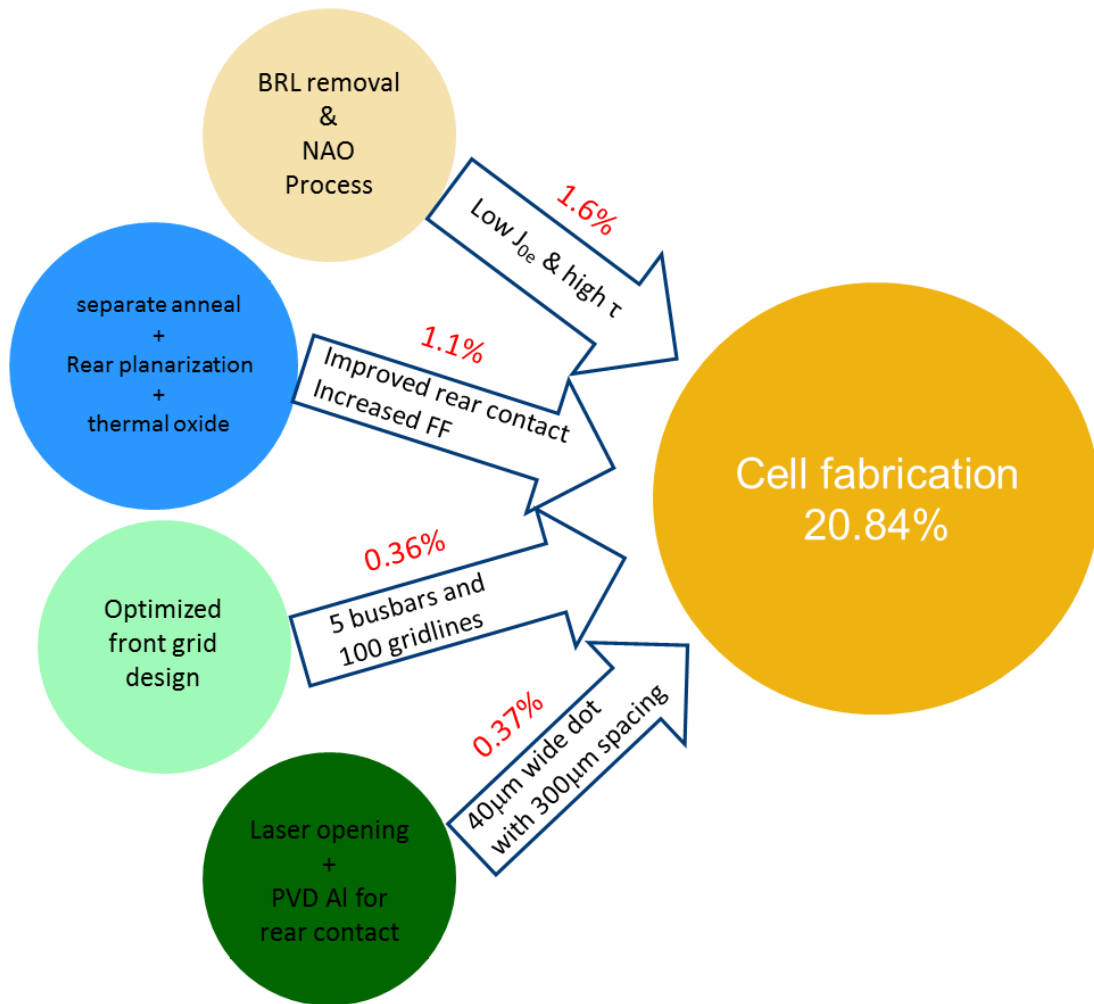 BRL removal
&
NAO
Process
1.6%
Low J0e & high τ
separate anneal
+
Rear planarization
+
thermal oxide
1.1%
Improved rear contact
Increased FF
Optimized
front grid
design
0.36%
5 busbars and
100 gridlines
Laser opening
+
PVD Al for
rear contact
0.37%
40μm wide dot
with 300μm spacing
Cell fabrication
20.84%